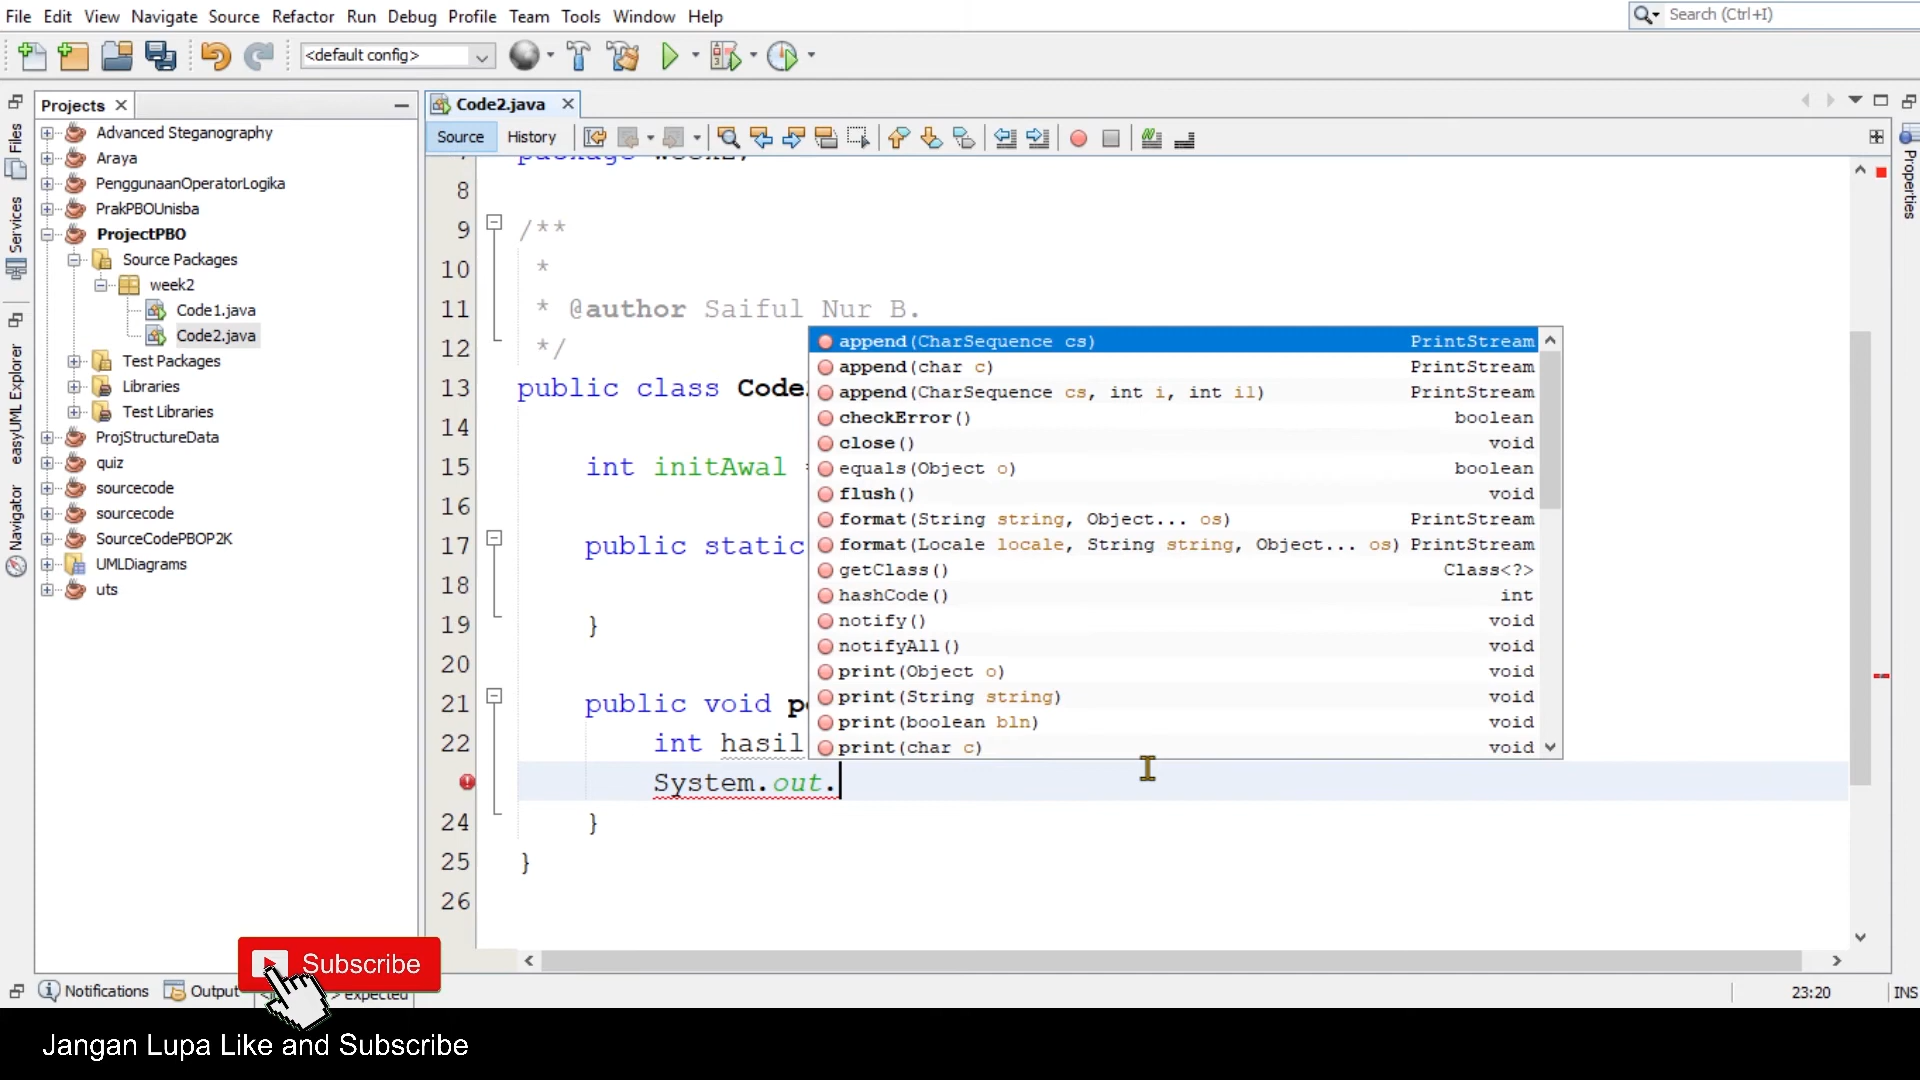 File Edit View Navigate Source Refactor Run Debug Profile Team Tools Window Help
Search (Ctrl+I)
<default config>
Projects
Code2.java
Source History
Files
Services
easyUML Explorer
Navigator
Properties
Advanced Steganography
Araya
PenggunaanOperatorLogika
PrakPBOUnisba
ProjectPBO
Source Packages
week2
Code1.java
Code2.java
Test Packages
Libraries
Test Libraries
ProjStructureData
quiz
sourcecode
sourcecode
SourceCodePBOP2K
UMLDiagrams
uts
8
9 /**
10 *
11 * @author Saiful Nur B.
12 */
13 public class Code
14
15 int initAwal
16
17 public static
18
19 }
20
21 public void
22 int hasil
System.out.
24 }
25 }
26
append(CharSequence cs) PrintStream
append(char c) PrintStream
append(CharSequence cs, int i, int i1) PrintStream
checkError() boolean
close() void
equals(Object o) boolean
flush() void
format(String string, Object... os) PrintStream
format(Locale locale, String string, Object... os) PrintStream
getClass() Class<?>
hashCode() int
notify() void
notifyAll() void
print(Object o) void
print(String string) void
print(boolean bln) void
print(char c) void
Subscribe
Notifications Output expected 23:20 INS
Jangan Lupa Like and Subscribe